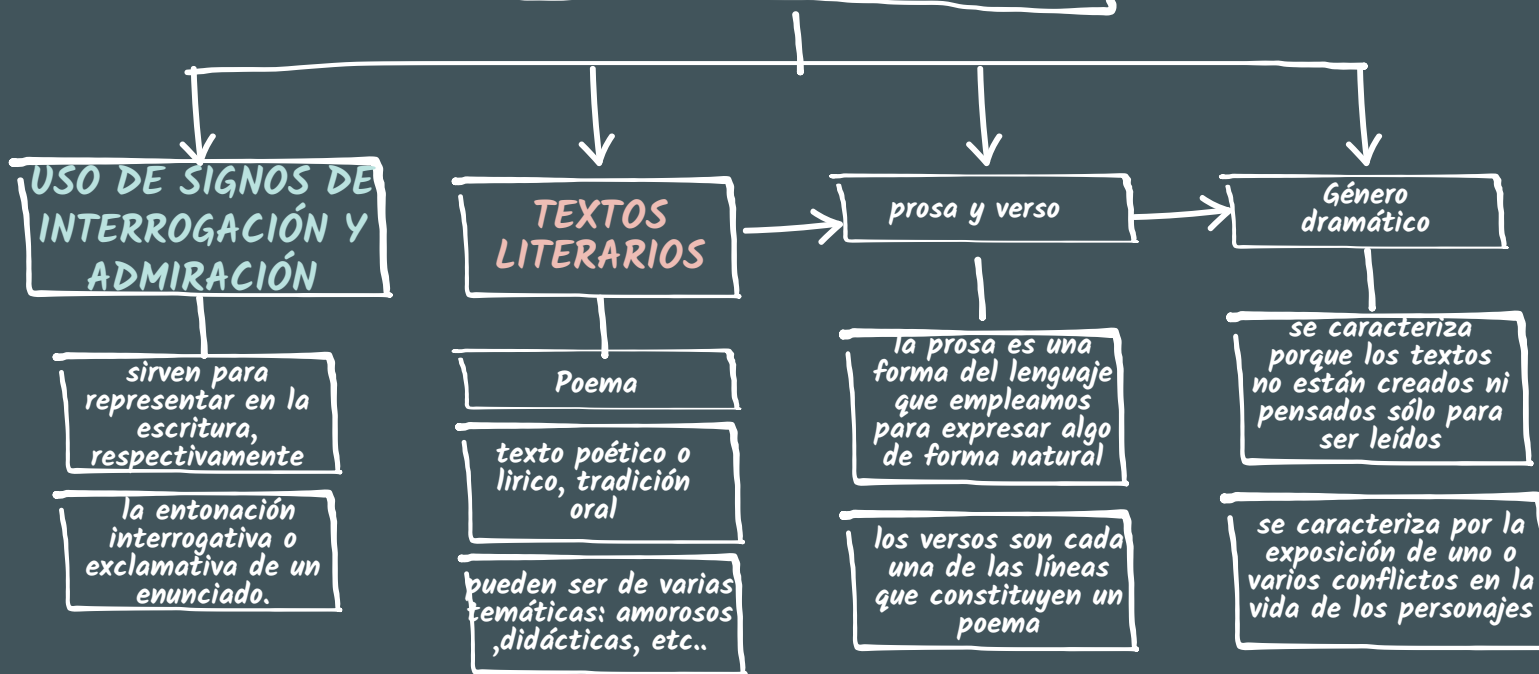 USO DE SIGNOS DE
INTERROGACIÓN Y
ADMIRACIÓN
sirven para
representar en la
escritura,
respectivamente
la entonación
interrogativa o
exclamativa de un
enunciado.
TEXTOS
LITERARIOS
Poema
texto poético o
lirico, tradición
oral
pueden ser de varias
temáticas: amorosos
,didácticas, etc..
prosa y verso
la prosa es una
forma del lenguaje
que empleamos
para expresar algo
de forma natural
los versos son cada
una de las líneas
que constituyen un
poema
Género
dramático
se caracteriza
porque los textos
no están creados ni
pensados sólo para
ser leídos
se caracteriza por la
exposición de uno o
varios conflictos en la
vida de los personajes